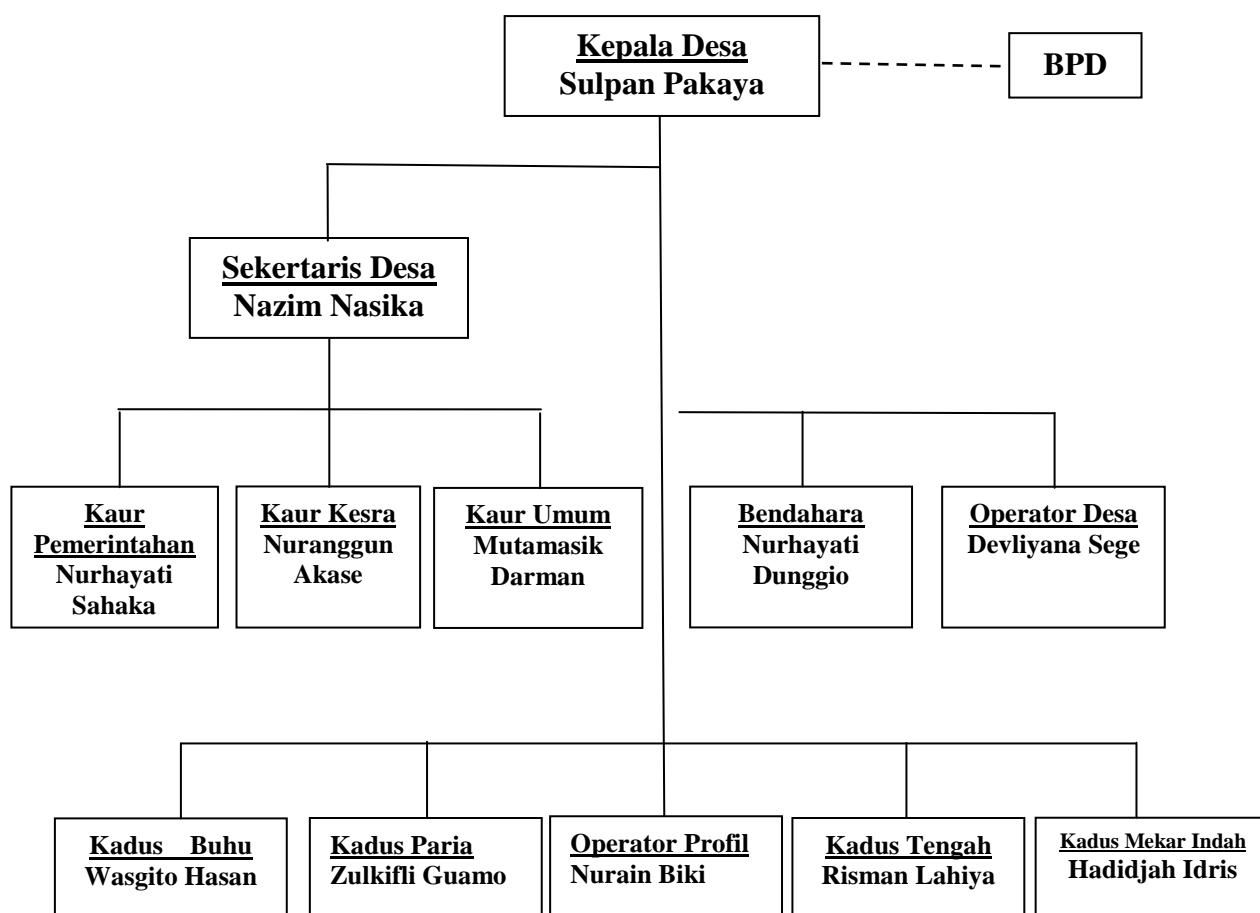 Kepala Desa
Sulpan Pakaya
BPD
Sekertaris Desa
Nazim Nasika
Kaur
Pemerintahan
Nurhayati
Sahaka
Kaur Kesra
Nuranggun
Akase
Kaur Umum
Mutamasik
Darman
Bendahara
Nurhayati
Dunggio
Operator Desa
Devliyana Sege
Kadus Buhu
Wasgito Hasan
Kadus Paria
Zulkifli Guamo
Operator Profil
Nurain Biki
Kadus Tengah
Risman Lahiya
Kadus Mekar Indah
Hadidjah Idris